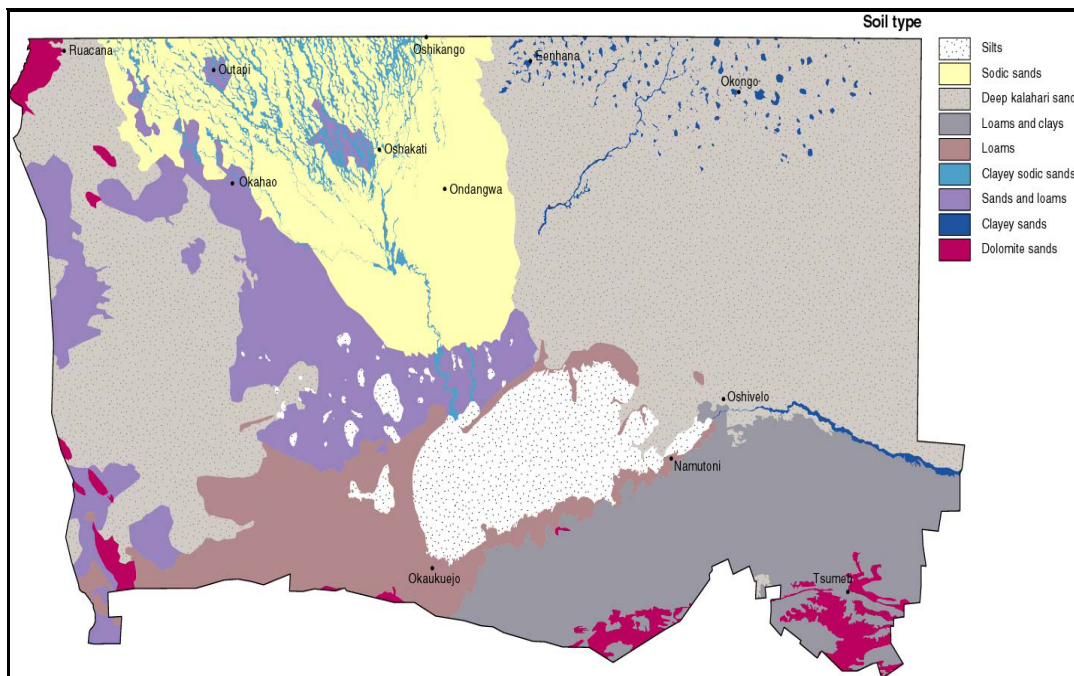 Soil type
Silts
Sodic sands
Deep kalahari sand
Loams and clays
Loams
Clayey sodic sands
Sands and loams
Clayey sands
Dolomite sands
Ruacana
Oshikango
Eenhana
Outapi
Okongo
Oshakati
Okahao
Ondangwa
Oshivelo
Namutoni
Okaukuejo
Tsumeb